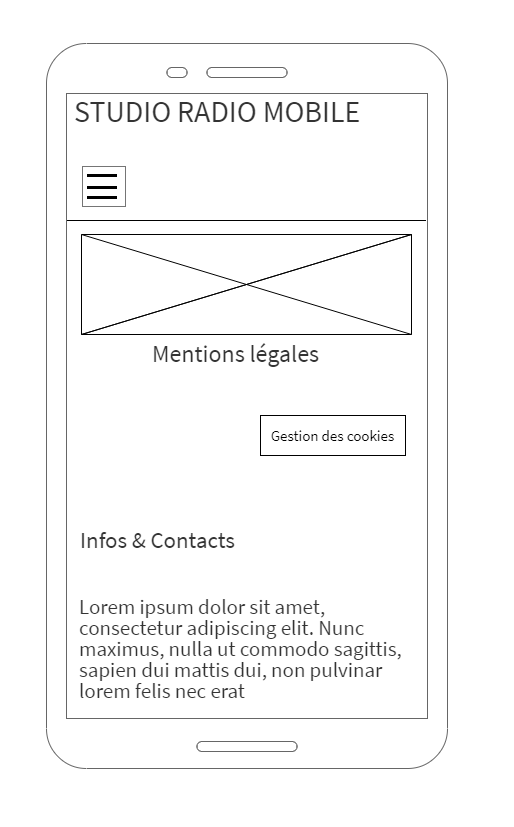 STUDIO RADIO MOBILE
Mentions légales
Gestion des cookies
Infos & Contacts
Lorem ipsum dolor sit amet,
consectetur adipiscing elit. Nunc
maximus, nulla ut commodo sagittis,
sapien dui mattis dui, non pulvinar
lorem felis nec erat